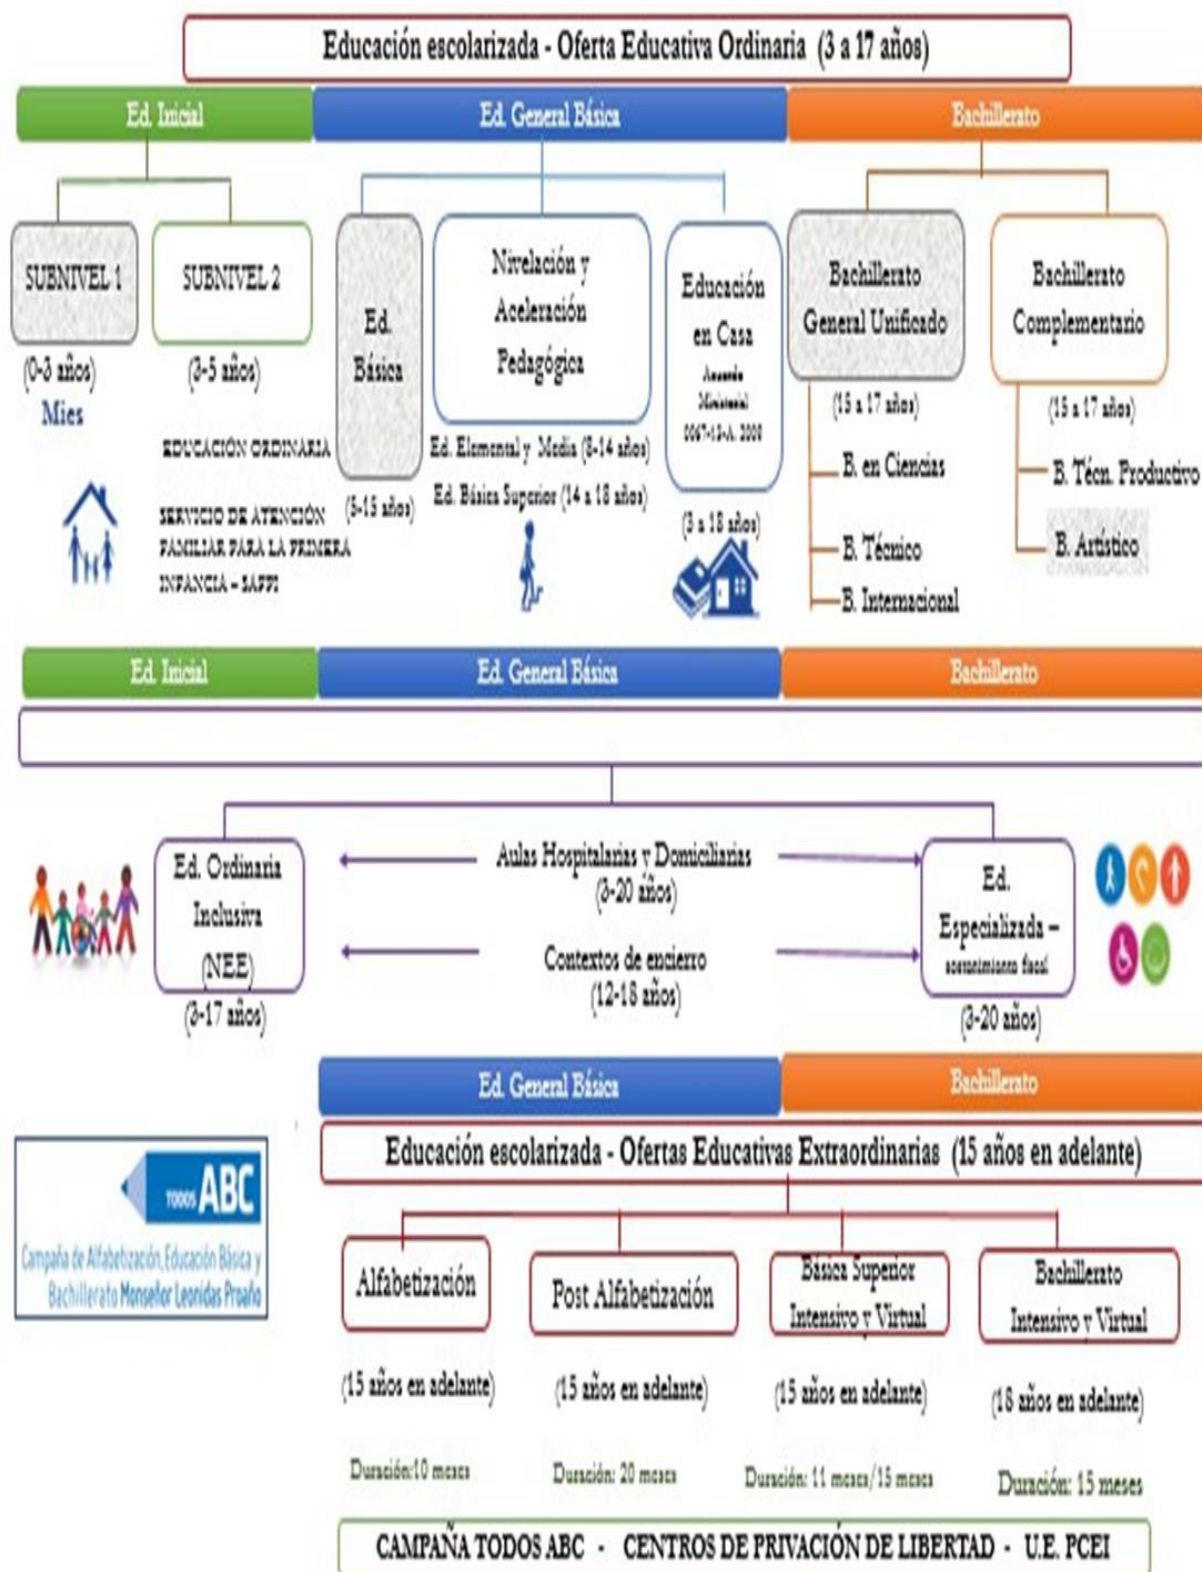 Educación escolarizada - Oferta Educativa Ordinaria (3 a 17 años)
Ed. Inicial
Ed. General Básica
Bachillerato
SUBNIVEL 1
(0-3 años)
Mies
SUBNIVEL 2
(3-5 años)
EDUCACIÓN ORDINARIA
SERVICIO DE ATENCIÓN
FAMILIAR PARA LA PRIMERA
INFANCIA – SAFPI
Ed.
Básica
(5-15 años)
Nivelación y
Aceleración
Pedagógica
Ed. Elemental y Media (8-14 años)
Ed. Básica Superior (14 a 18 años)
Educación
en Casa
Acuerdo
Ministerial
(3 a 18 años)
Bachillerato
General Unificado
(15 a 17 años)
B. en Ciencias
B. Técnico
B. Internacional
Bachillerato
Complementario
(15 a 17 años)
B. Técn. Productivo
B. Artístico
Ed. Inicial
Ed. General Básica
Bachillerato
Ed. Ordinaria
Inclusiva
(NEE)
(3-17 años)
Aulas Hospitalarias y Domiciliarias
(3-20 años)
Contextos de encierro
(12-18 años)
Ed.
Especializada –
sostenimiento fiscal
(3-20 años)
Ed. General Básica
Bachillerato
TODOS ABC
Campaña de Alfabetización, Educación Básica y
Bachillerato Monseñor Leonidas Proaño
Educación escolarizada - Ofertas Educativas Extraordinarias (15 años en adelante)
Alfabetización
(15 años en adelante)
Duración:10 meses
Post Alfabetización
(15 años en adelante)
Duración: 20 meses
Básica Superior
Intensivo y Virtual
(15 años en adelante)
Duración: 11 meses/15 meses
Bachillerato
Intensivo y Virtual
(18 años en adelante)
Duración: 15 meses
CAMPAÑA TODOS ABC - CENTROS DE PRIVACIÓN DE LIBERTAD - U.E. PCEI